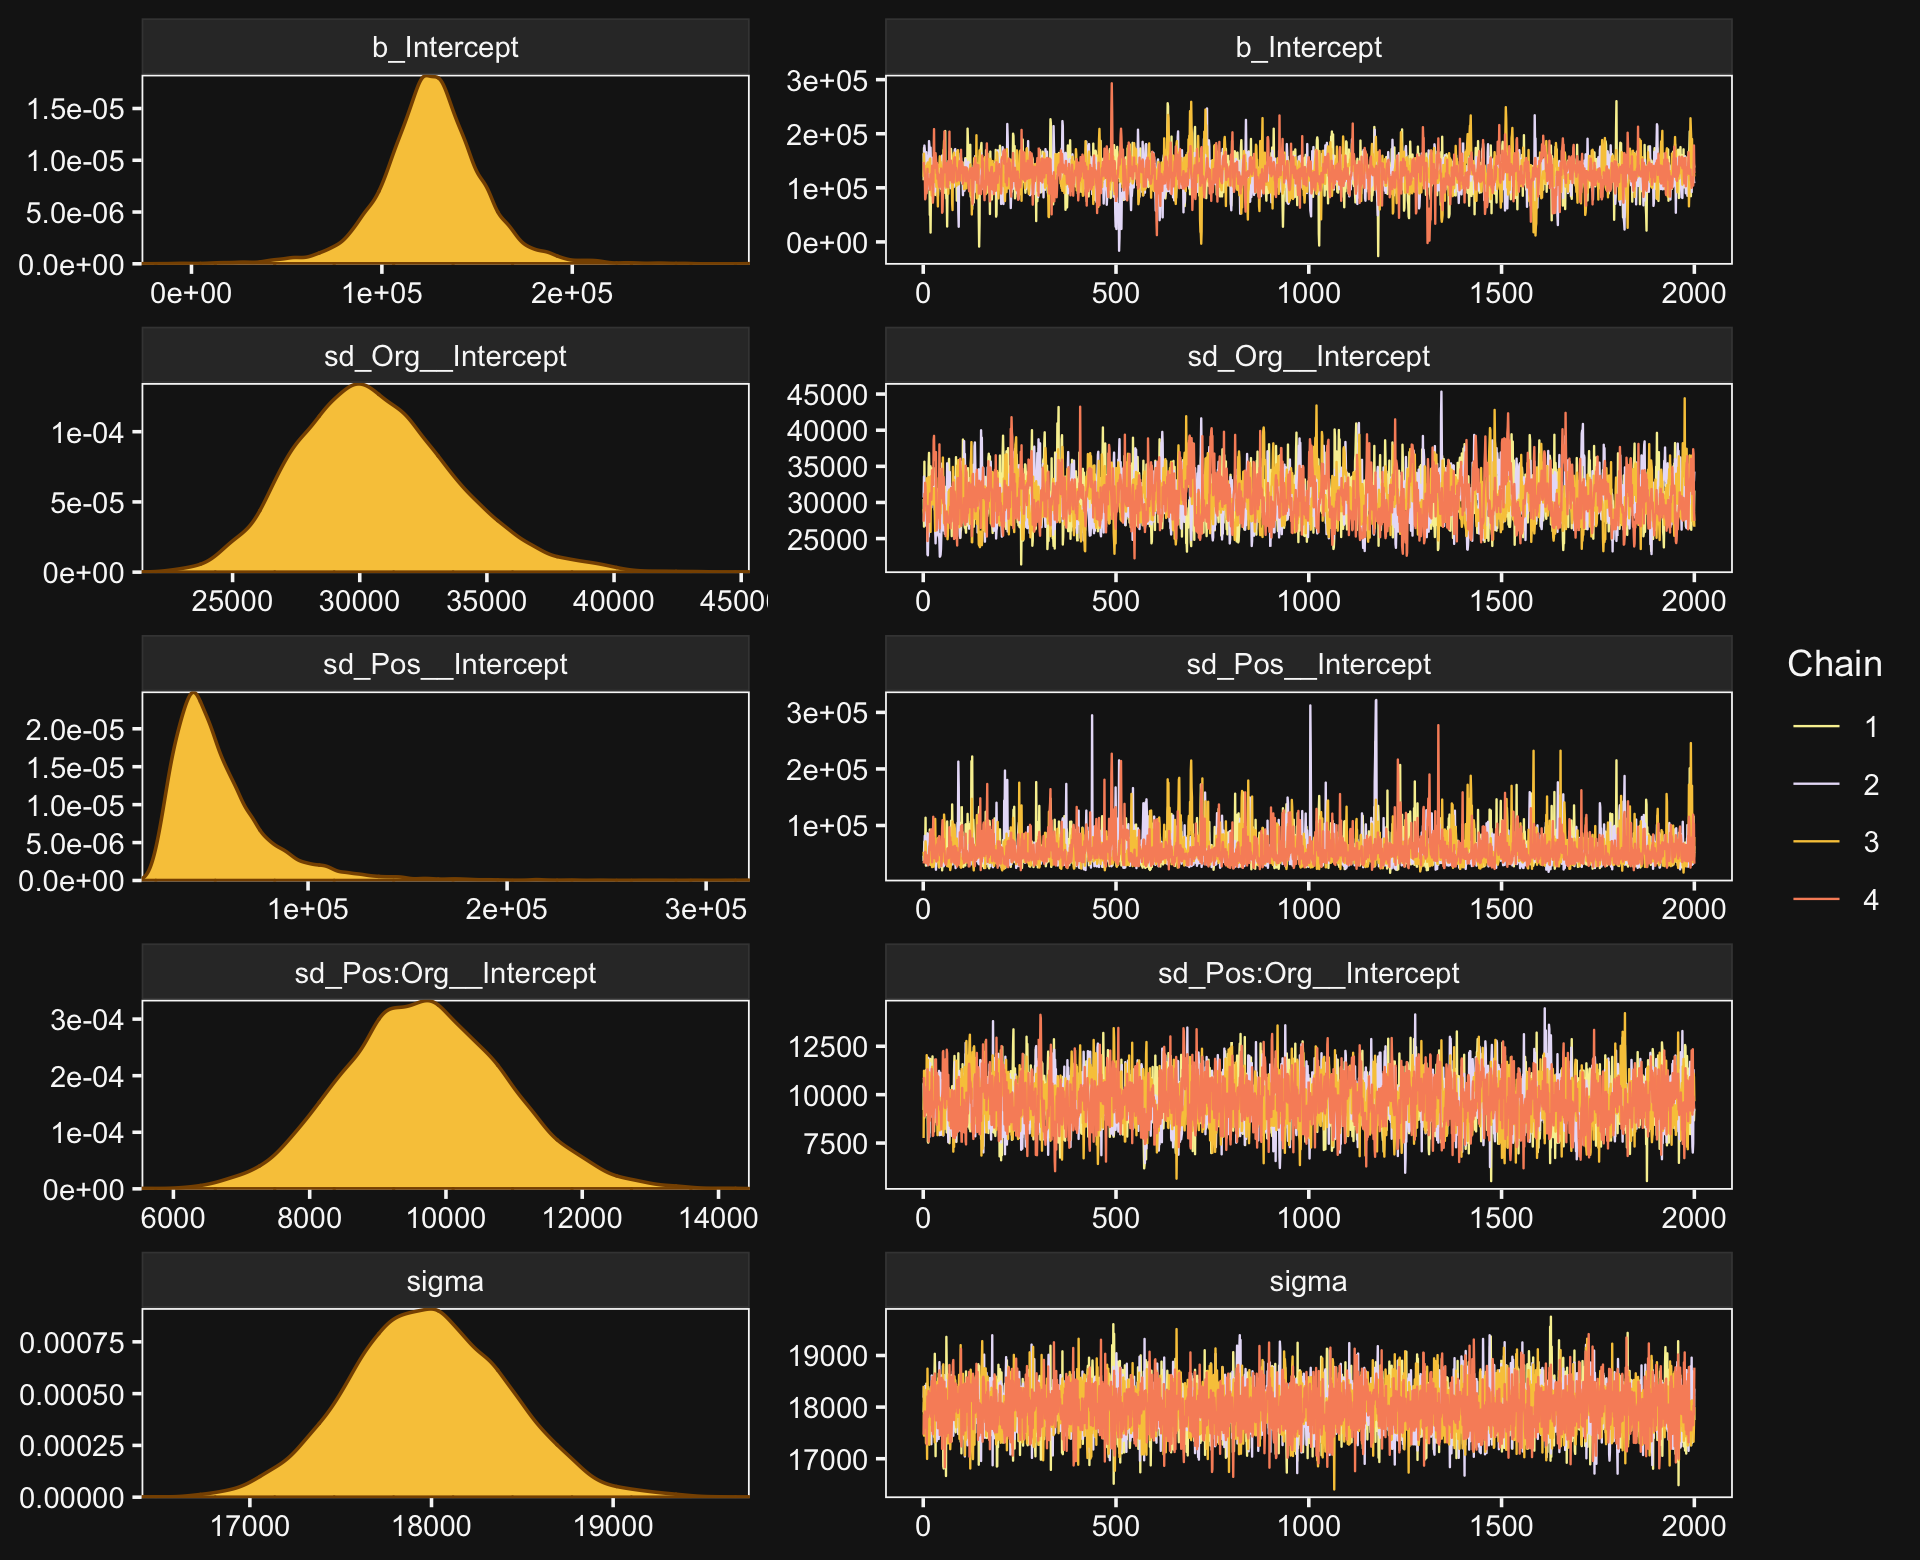 b_Intercept
1.5e-05
1.0e-05
5.0e-06
0.0e+00
0e+00 1e+05 2e+05
b_Intercept
3e+05
2e+05
1e+05
0e+00
0 500 1000 1500 2000
sd_Org__Intercept
1e-04
5e-05
0e+00
25000 30000 35000 40000 4500
sd_Org__Intercept
45000
40000
35000
30000
25000
0 500 1000 1500 2000
sd_Pos__Intercept
2.0e-05
1.5e-05
1.0e-05
5.0e-06
0.0e+00
1e+05 2e+05 3e+05
sd_Pos__Intercept
3e+05
2e+05
1e+05
0 500 1000 1500 2000
sd_Pos:Org__Intercept
3e-04
2e-04
1e-04
0e+00
6000 8000 10000 12000 14000
sd_Pos:Org__Intercept
12500
10000
7500
0 500 1000 1500 2000
sigma
0.00075
0.00050
0.00025
0.00000
17000 18000 19000
sigma
19000
18000
17000
0 500 1000 1500 2000
Chain
1
2
3
4